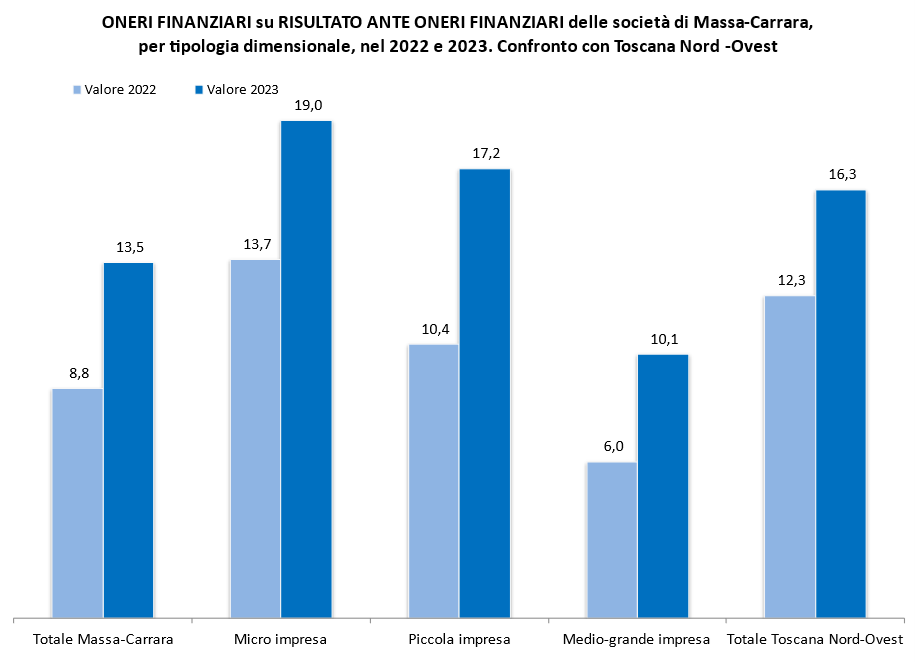 ONERI FINANZIARI su RISULTATO ANTE ONERI FINANZIARI delle società di Massa-Carrara,
per tipologia dimensionale, nel 2022 e 2023. Confronto con Toscana Nord -Ovest
Valore 2022 Valore 2023
8,8 13,5 13,7 19,0 10,4 17,2 6,0 10,1 12,3 16,3
Totale Massa-Carrara Micro impresa Piccola impresa Medio-grande impresa Totale Toscana Nord-Ovest